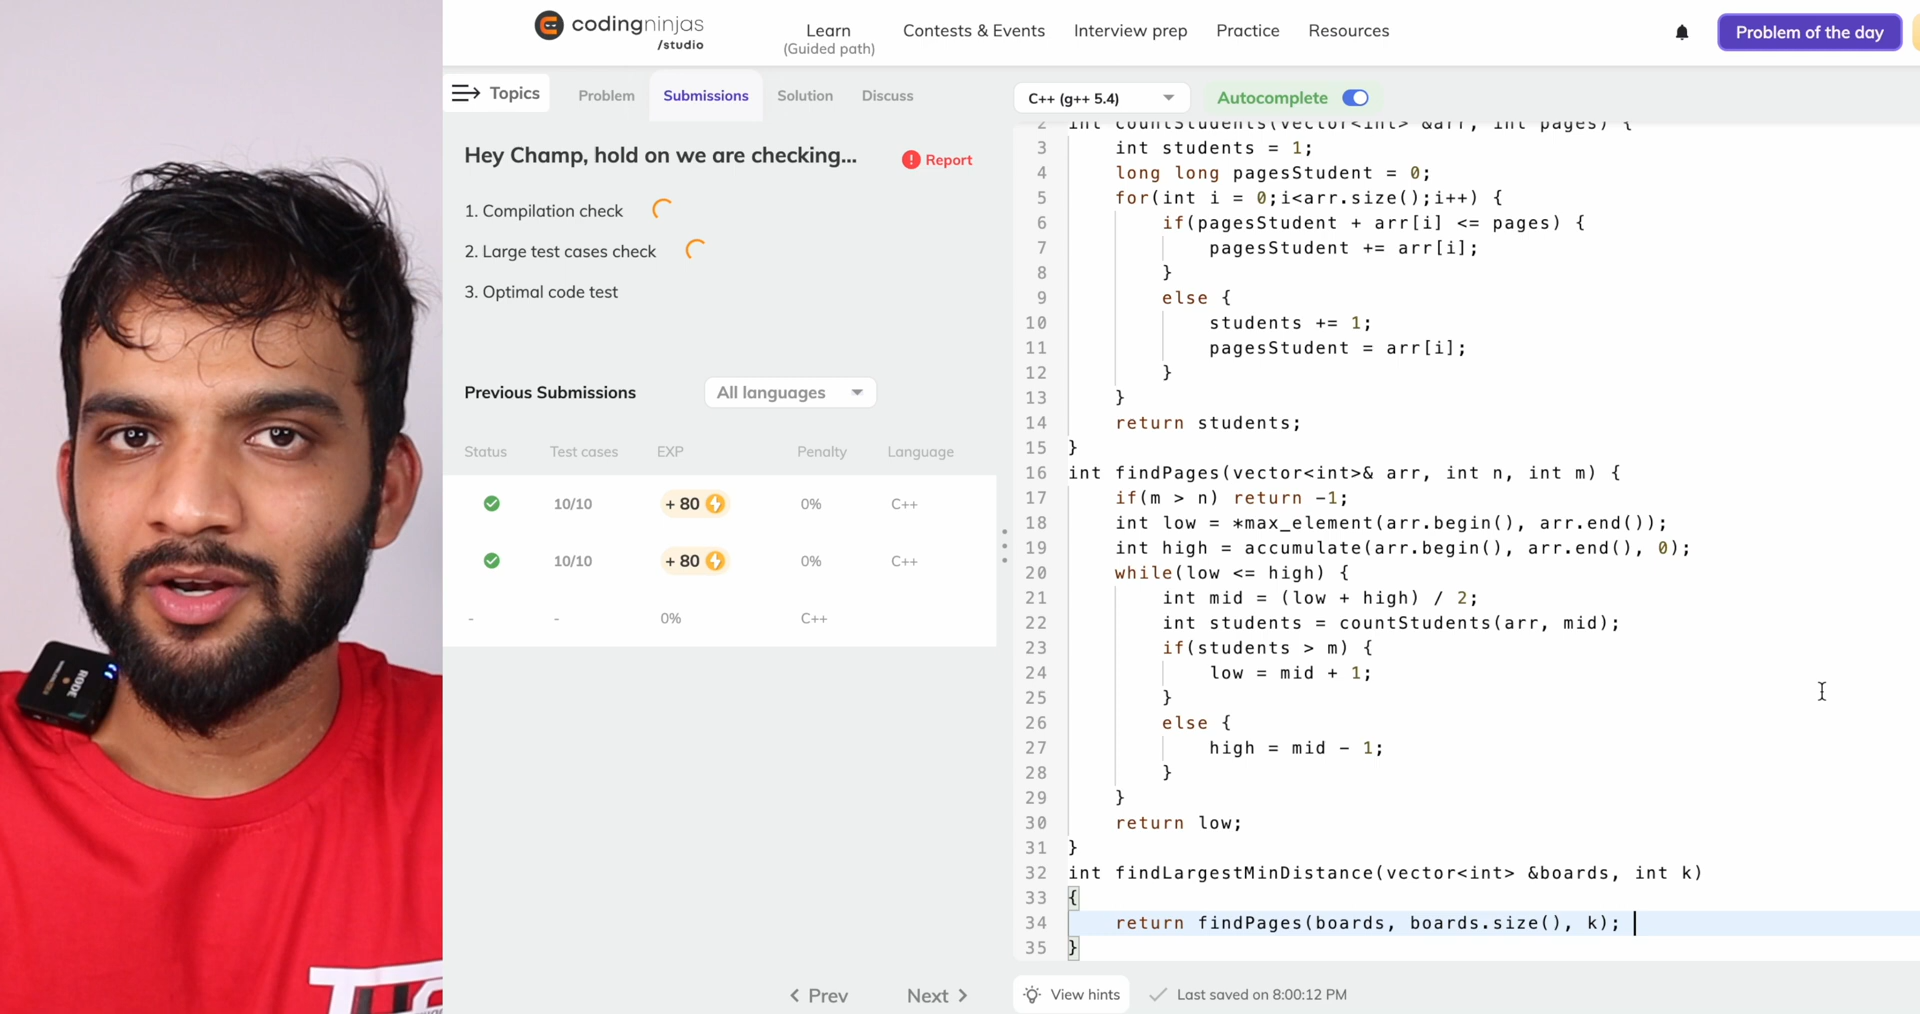 codingninjas
/studio
Learn
(Guided path)
Contests & Events
Interview prep
Practice
Resources
Problem of the day
Topics
Problem
Submissions
Solution
Discuss
C++ (g++ 5.4)
Autocomplete
Hey Champ, hold on we are checking...
! Report
1. Compilation check
2. Large test cases check
3. Optimal code test
Previous Submissions
All languages
Status Test cases EXP Penalty Language
10/10 + 80 0% C++
10/10 + 80 0% C++
- - 0% C++
Prev
Next
2 int countStudents(vector<int> &arr, int pages) {
3 int students = 1;
4 long long pagesStudent = 0;
5 for(int i = 0;i<arr.size();i++) {
6 if(pagesStudent + arr[i] <= pages) {
7 pagesStudent += arr[i];
8 }
9 else {
10 students += 1;
11 pagesStudent = arr[i];
12 }
13 }
14 return students;
15 }
16 int findPages(vector<int>& arr, int n, int m) {
17 if(m > n) return -1;
18 int low = *max_element(arr.begin(), arr.end());
19 int high = accumulate(arr.begin(), arr.end(), 0);
20 while(low <= high) {
21 int mid = (low + high) / 2;
22 int students = countStudents(arr, mid);
23 if(students > m) {
24 low = mid + 1;
25 }
26 else {
27 high = mid - 1;
28 }
29 }
30 return low;
31 }
32 int findLargestMinDistance(vector<int> &boards, int k)
33 {
34 return findPages(boards, boards.size(), k);
35 }
View hints
Last saved on 8:00:12 PM
RODE